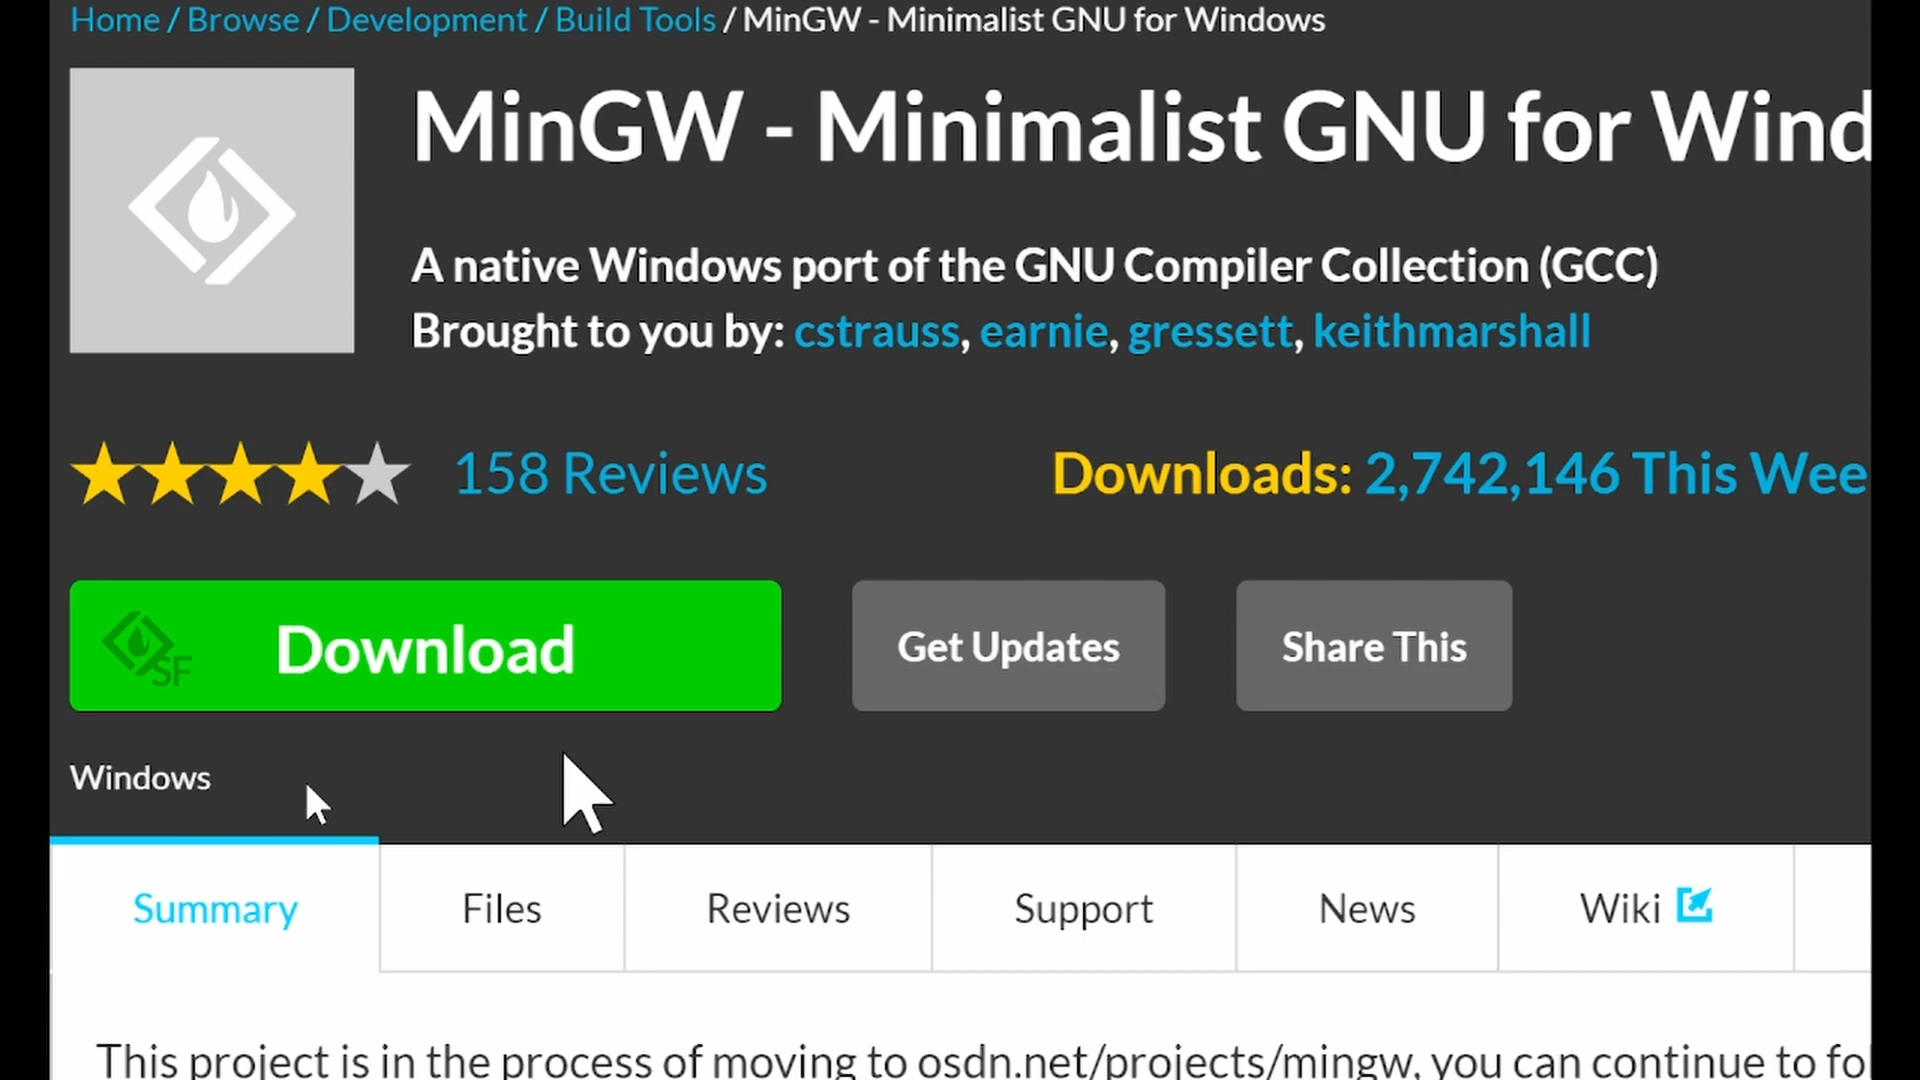 Home / Browse / Development / Build Tools / MinGW - Minimalist GNU for Windows
MinGW - Minimalist GNU for Wind
A native Windows port of the GNU Compiler Collection (GCC)
Brought to you by: cstrauss, earnie, gressett, keithmarshall
158 Reviews
Downloads: 2,742,146 This Wee
SF
Download
Get Updates
Share This
Windows
Summary
Files
Reviews
Support
News
Wiki
This project is in the process of moving to osdn.net/projects/mingw, you can continue to fo